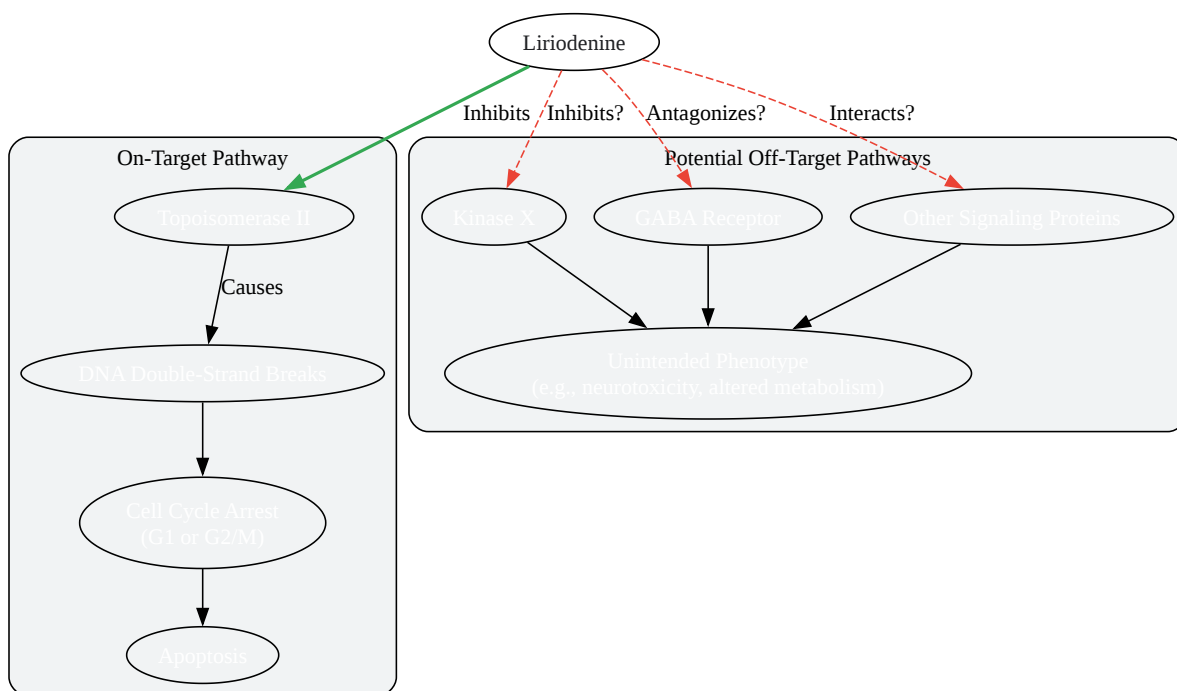 Liriodenine
Inhibits
Inhibits?
Antagonizes?
Interacts?
On-Target Pathway
Potential Off-Target Pathways
Topoisomerase II
Kinase X
GABA Receptor
Other Signaling Proteins
Causes
DNA Double-Strand Breaks
Unintended Phenotype
(e.g., neurotoxicity, altered metabolism)
Cell Cycle Arrest
(G1 or G2/M)
Apoptosis